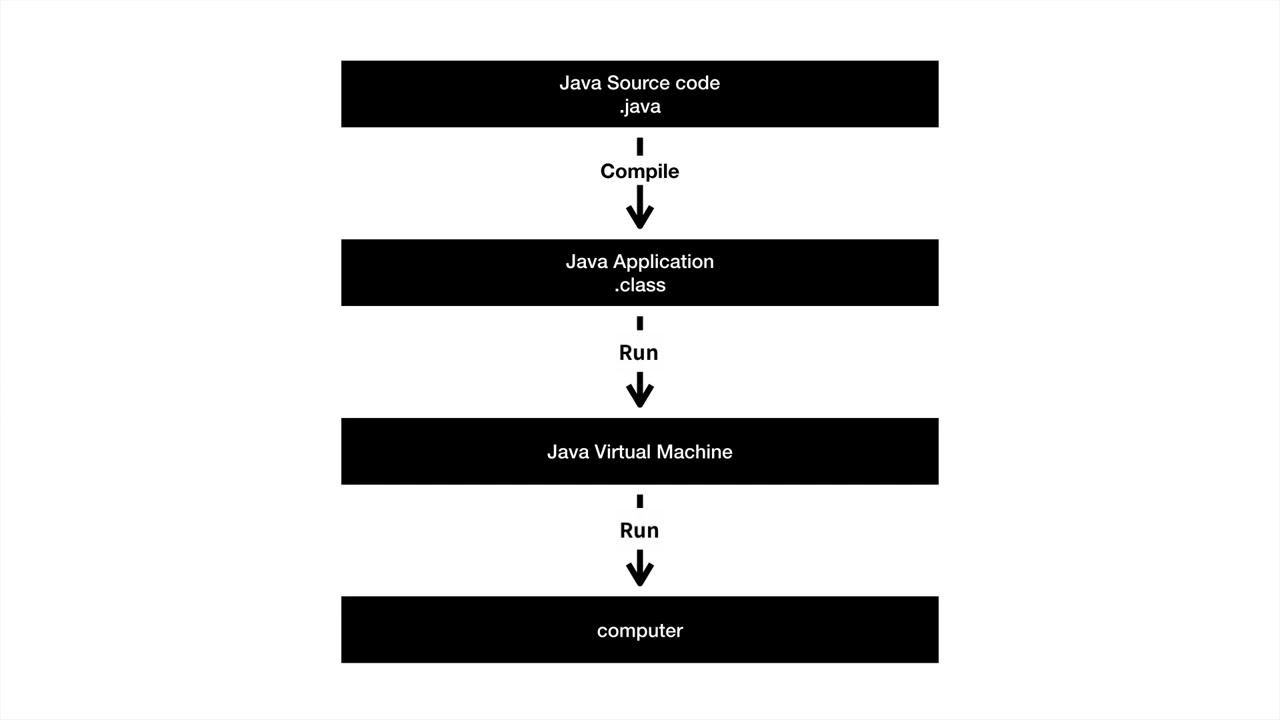 Java Source code
.java
Compile
Java Application
.class
Run
Java Virtual Machine
Run
computer